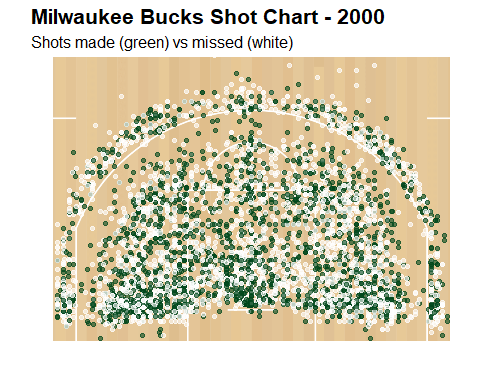 Milwaukee Bucks Shot Chart - 2000
Shots made (green) vs missed (white)